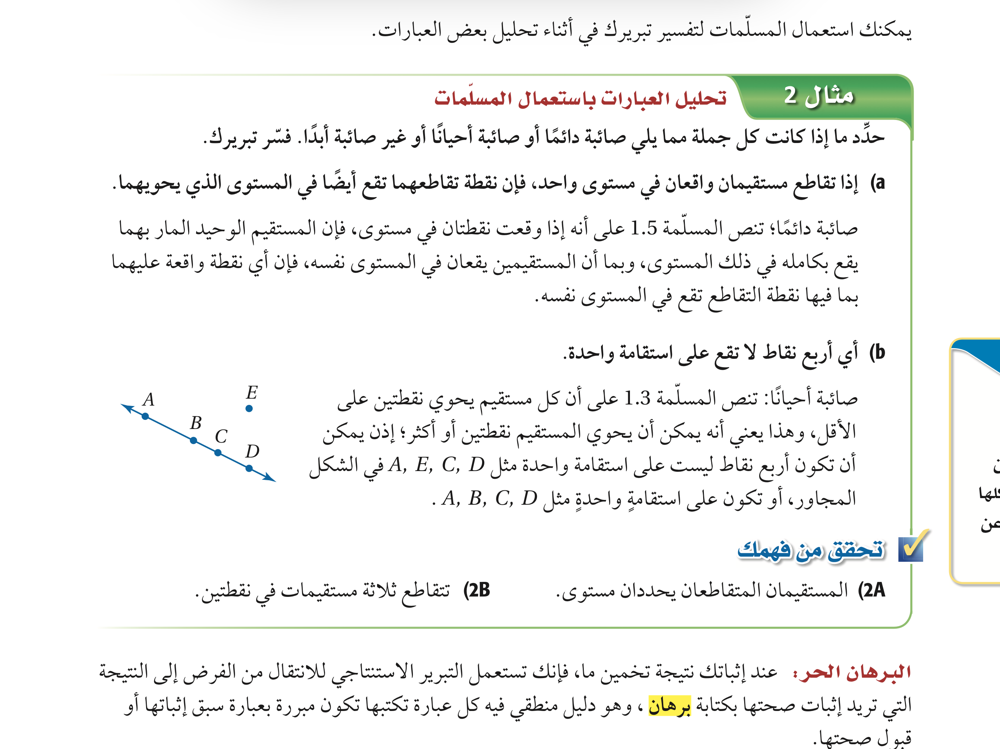 يمكنك استعمال المسلّمات لتفسير تبريرك في أثناء تحليل بعض العبارات.
مثال 2
تحليل العبارات باستعمال المسلّمات
حدِّد ما إذا كانت كل جملة مما يلي صائبة دائمًا أو صائبة أحيانًا أو غير صائبة أبدًا. فسّر تبريرك.
a) إذا تقاطع مستقيمان واقعان في مستوى واحد، فإن نقطة تقاطعهما تقع أيضًا في المستوى الذي يحويهما.
صائبة دائمًا؛ تنص المسلّمة 1.5 على أنه إذا وقعت نقطتان في مستوى، فإن المستقيم الوحيد المار بهما
يقع بكامله في ذلك المستوى، وبما أن المستقيمين يقعان في المستوى نفسه، فإن أي نقطة واقعة عليهما
بما فيها نقطة التقاطع تقع في المستوى نفسه.
b) أي أربع نقاط لا تقع على استقامة واحدة.
صائبة أحيانًا: تنص المسلّمة 1.3 على أن كل مستقيم يحوي نقطتين على
الأقل، وهذا يعني أنه يمكن أن يحوي المستقيم نقطتين أو أكثر؛ إذن يمكن
أن تكون أربع نقاط ليست على استقامة واحدة مثل A, E, C, D في الشكل
المجاور، أو تكون على استقامةٍ واحدةٍ مثل A, B, C, D .
A
B
C
D
E
تحقق من فهمك
2A) المستقيمان المتقاطعان يحددان مستوى.
2B) تتقاطع ثلاثة مستقيمات في نقطتين.
البرهان الحر: عند إثباتك نتيجة تخمين ما، فإنك تستعمل التبرير الاستنتاجي للانتقال من الفرض إلى النتيجة
التي تريد إثبات صحتها بكتابة برهان ، وهو دليل منطقي فيه كل عبارة تكتبها تكون مبررة بعبارة سبق إثباتها أو
قبول صحتها.
عن